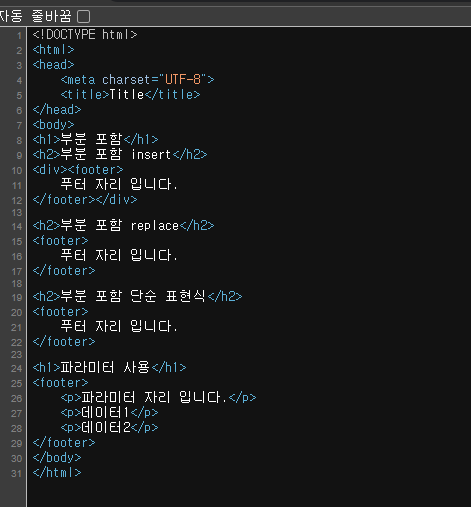 자동 줄바꿈
1 <!DOCTYPE html>
2 <html>
3 <head>
4     <meta charset="UTF-8">
5     <title>Title</title>
6 </head>
7 <body>
8 <h1>부분 포함</h1>
9 <h2>부분 포함 insert</h2>
10 <div><footer>
11     푸터 자리 입니다.
12 </footer></div>
13
14 <h2>부분 포함 replace</h2>
15 <footer>
16     푸터 자리 입니다.
17 </footer>
18
19 <h2>부분 포함 단순 표현식</h2>
20 <footer>
21     푸터 자리 입니다.
22 </footer>
23
24 <h1>파라미터 사용</h1>
25 <footer>
26     <p>파라미터 자리 입니다.</p>
27     <p>데이터1</p>
28     <p>데이터2</p>
29 </footer>
30 </body>
31 </html>